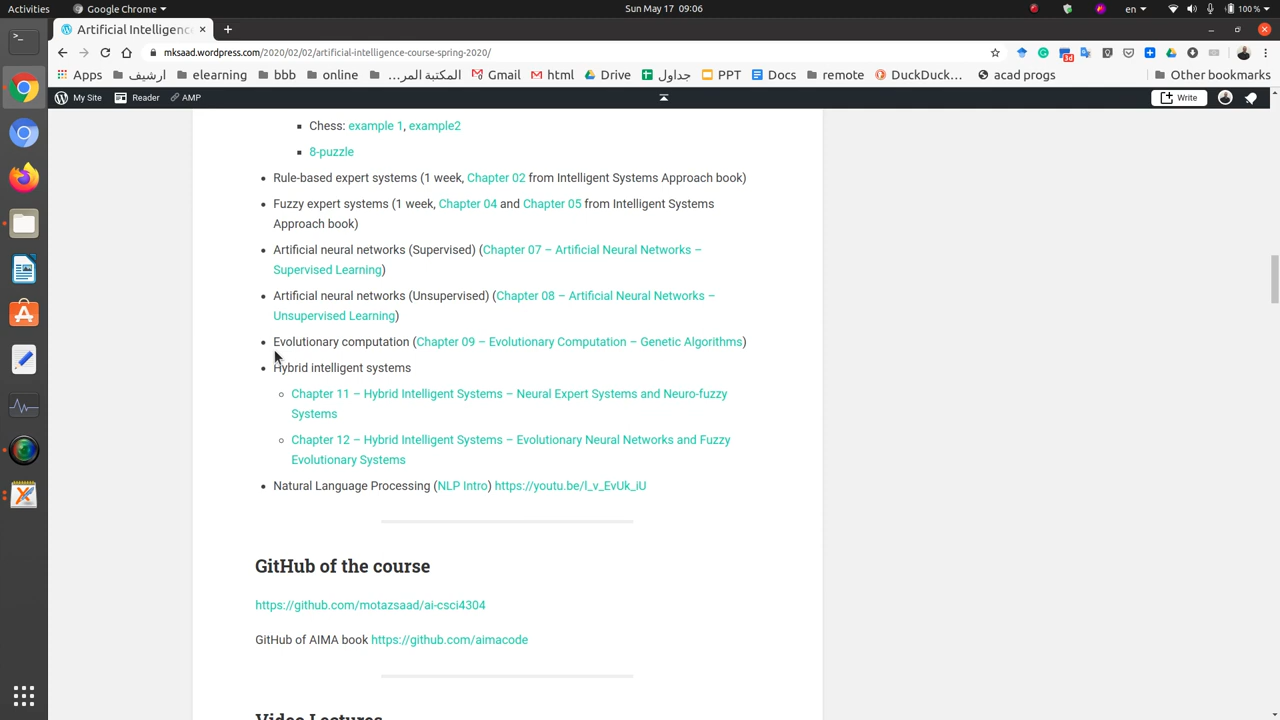 Activities Google Chrome Sun May 17 09:06 en 100 %
Artificial Intelligenc
mksaad.wordpress.com/2020/02/02/artificial-intelligence-course-spring-2020/
Apps ارشيف elearning bbb online المكتبة المر... Gmail html Drive جداول PPT Docs remote DuckDuck... acad progs Other bookmarks
My Site Reader AMP Write
Chess: example 1, example2
8-puzzle
Rule-based expert systems (1 week, Chapter 02 from Intelligent Systems Approach book)
Fuzzy expert systems (1 week, Chapter 04 and Chapter 05 from Intelligent Systems
Approach book)
Artificial neural networks (Supervised) (Chapter 07 – Artificial Neural Networks –
Supervised Learning)
Artificial neural networks (Unsupervised) (Chapter 08 – Artificial Neural Networks –
Unsupervised Learning)
Evolutionary computation (Chapter 09 – Evolutionary Computation – Genetic Algorithms)
Hybrid intelligent systems
Chapter 11 – Hybrid Intelligent Systems – Neural Expert Systems and Neuro-fuzzy
Systems
Chapter 12 – Hybrid Intelligent Systems – Evolutionary Neural Networks and Fuzzy
Evolutionary Systems
Natural Language Processing (NLP Intro) https://youtu.be/l_v_EvUk_iU
GitHub of the course
https://github.com/motazsaad/ai-csci4304
GitHub of AIMA book https://github.com/aimacode
Video Lectures